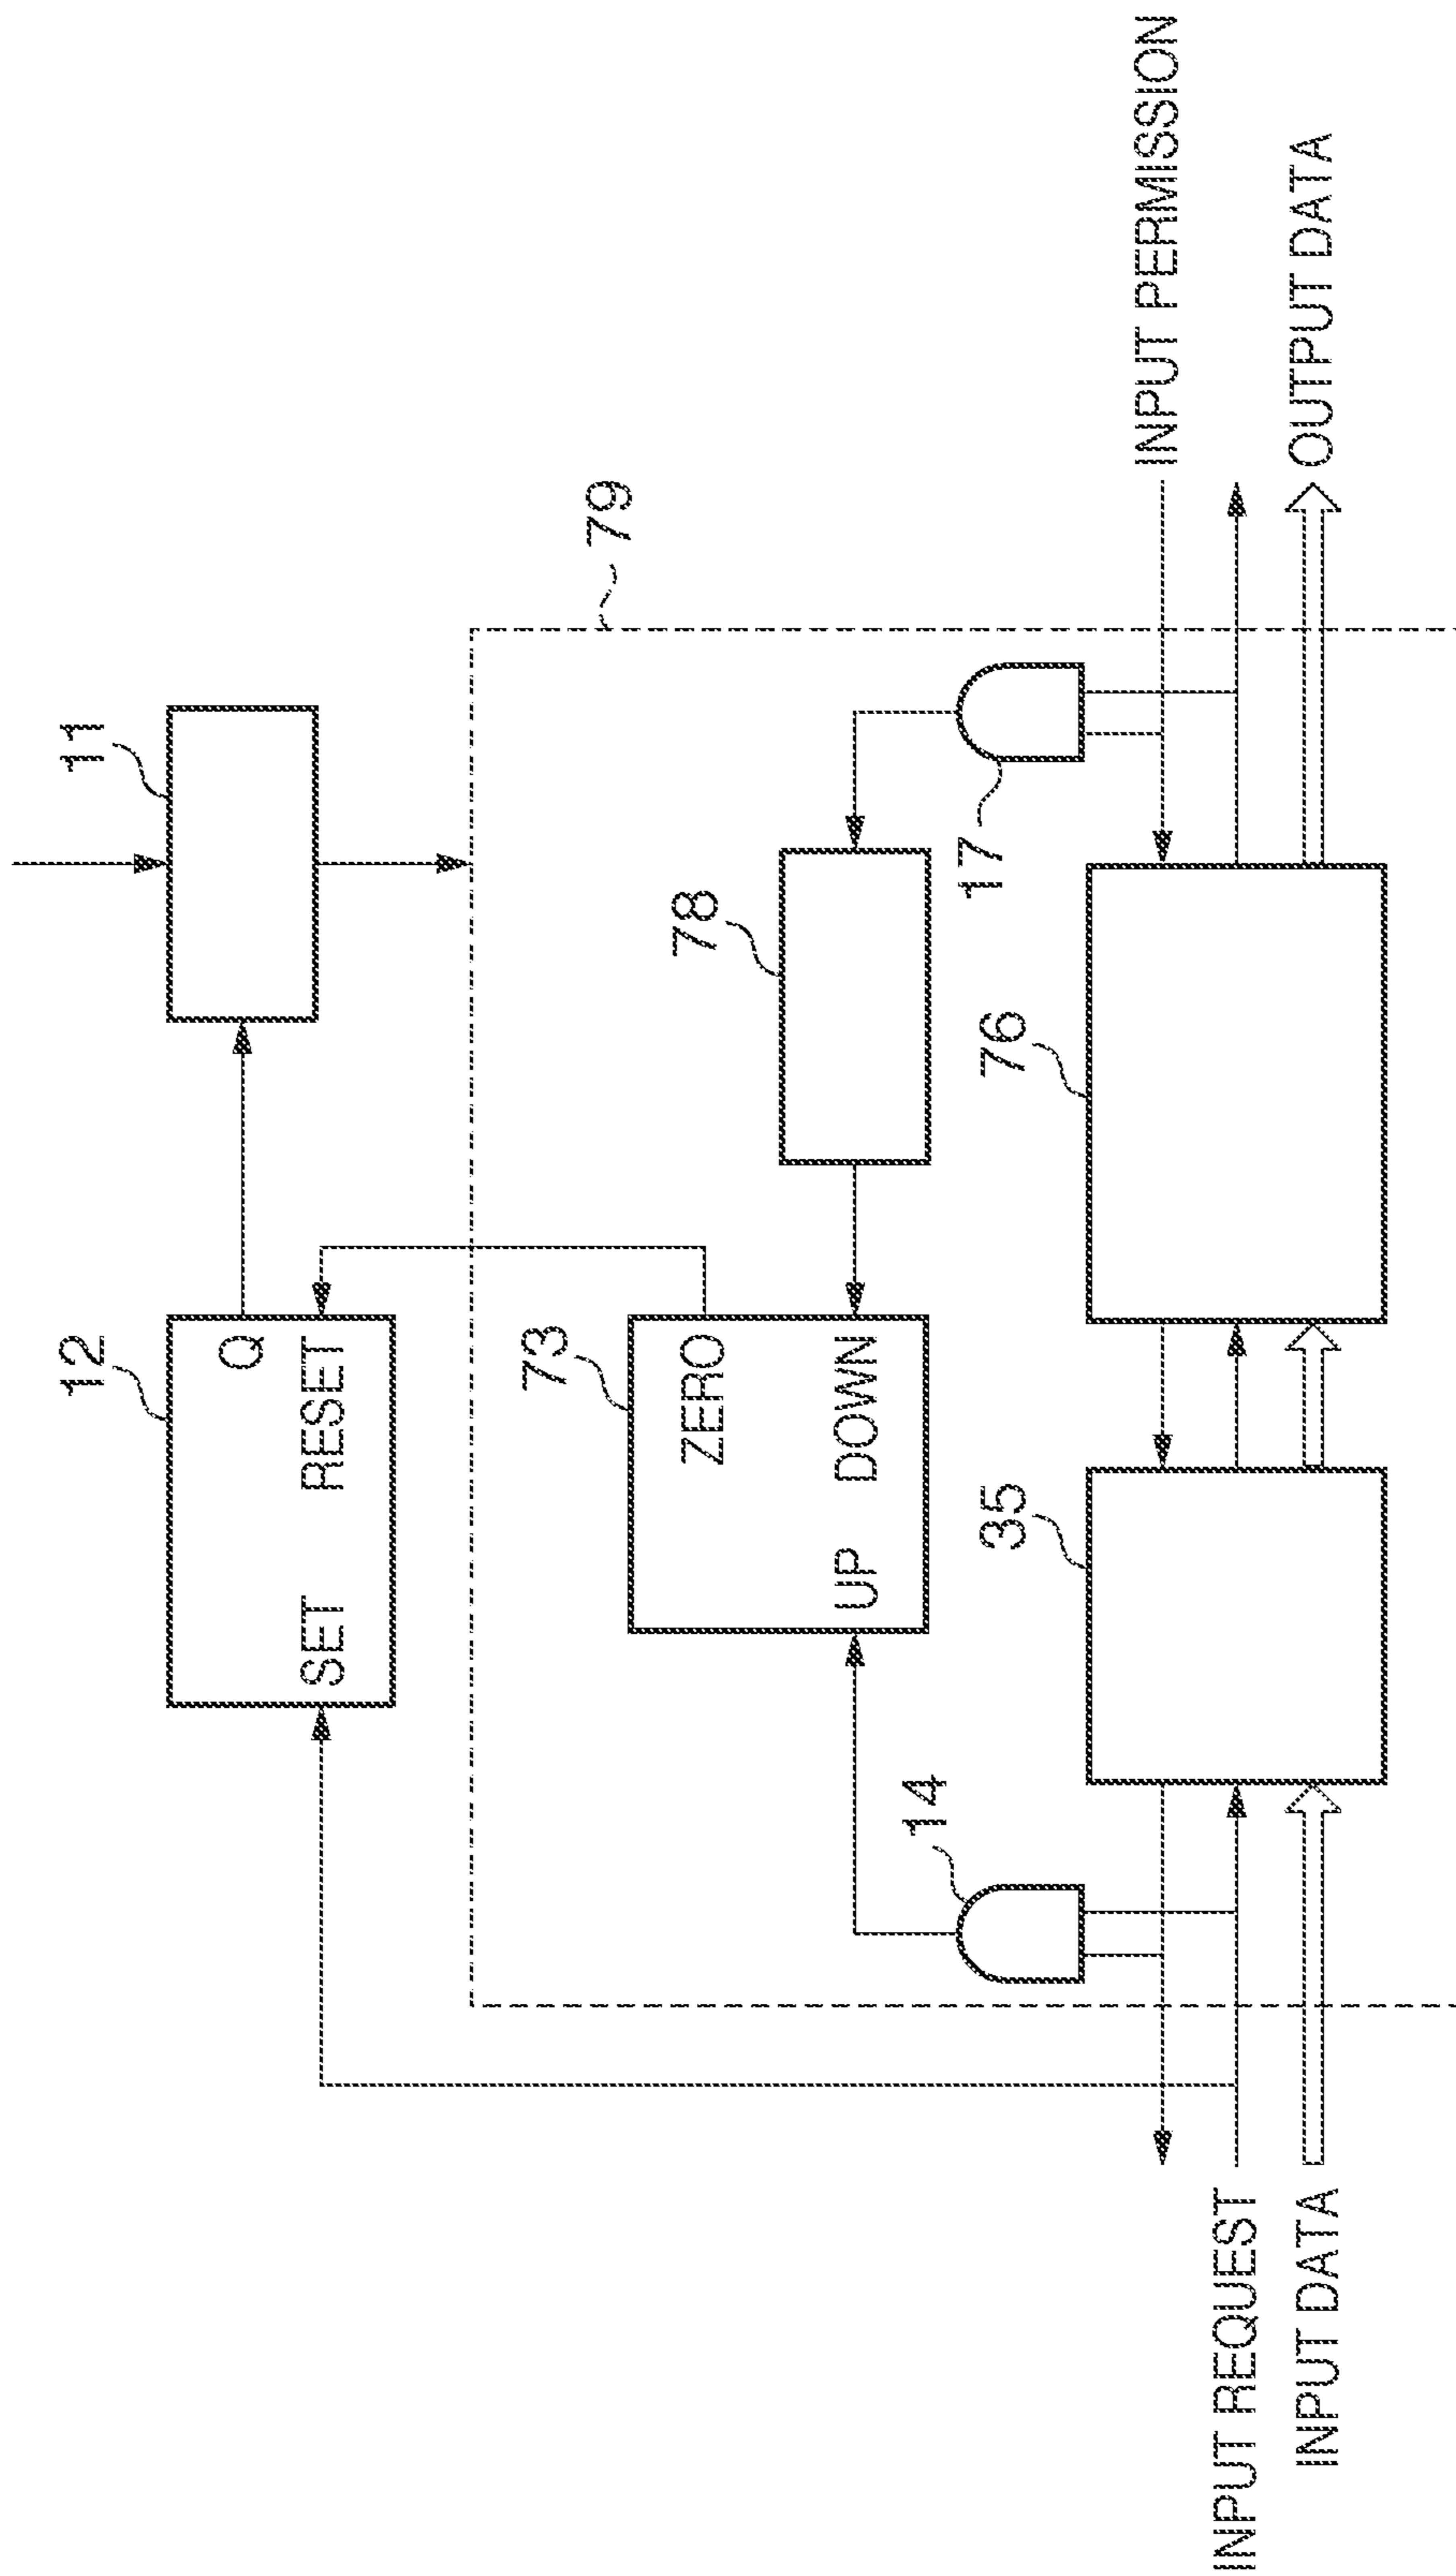 11
12
Q
SET RESET
79
73
ZERO
UP DOWN
78
14
17
35
76
INPUT PERMISSION
INPUT REQUEST
INPUT DATA
OUTPUT DATA